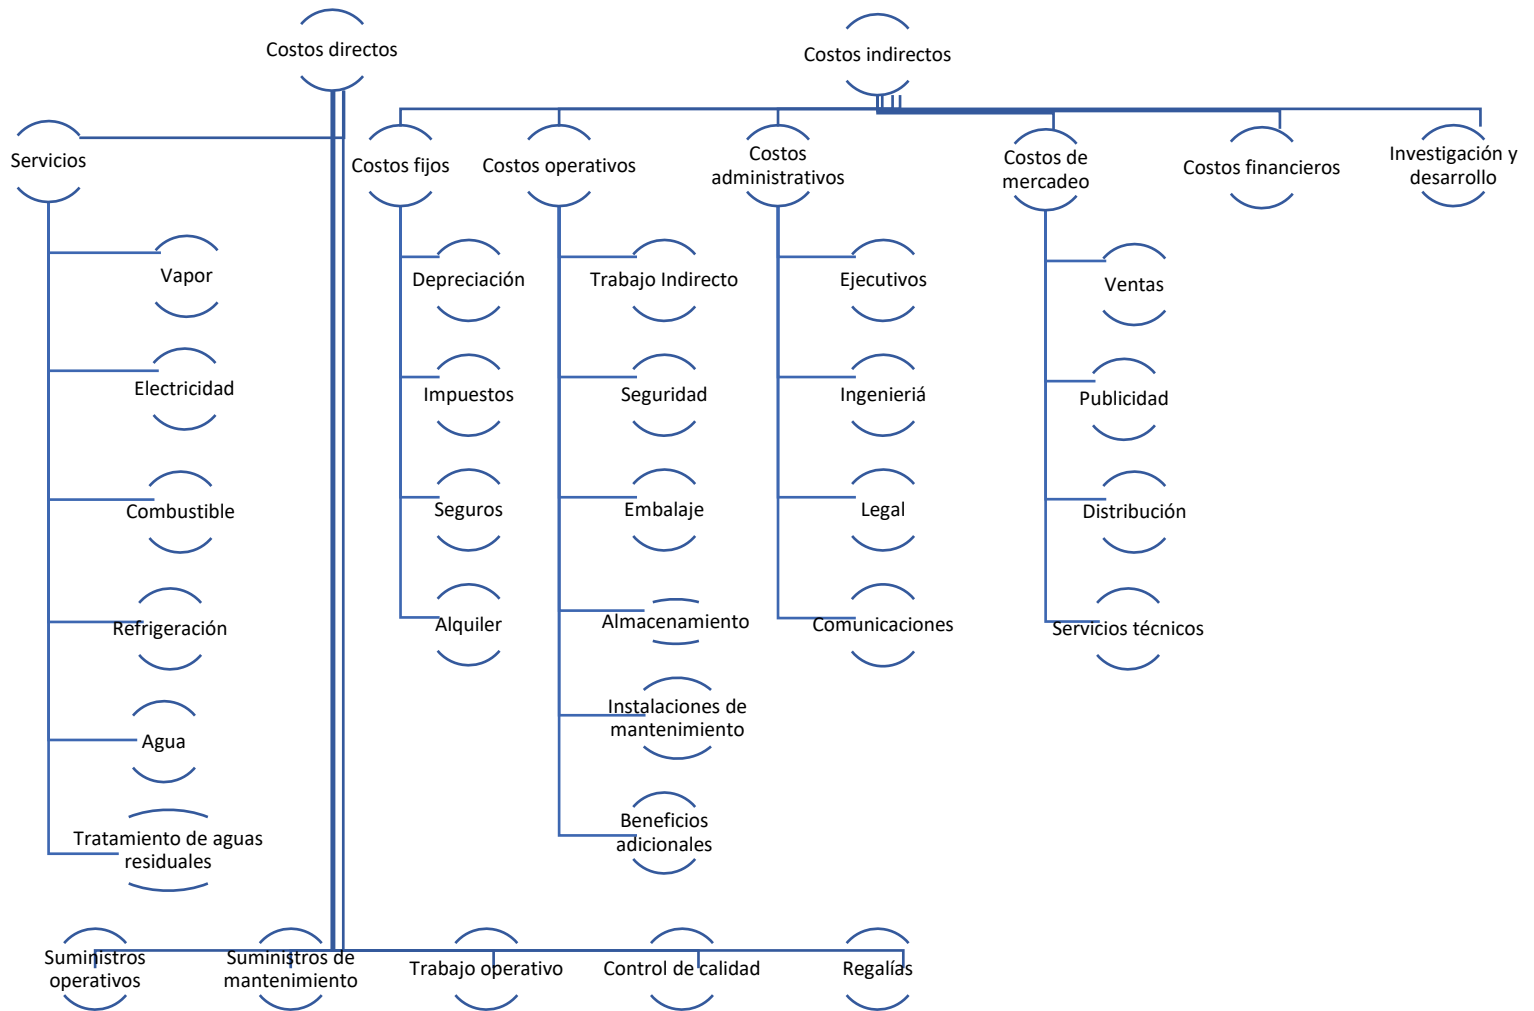 Costos directos
Costos indirectos
Servicios
Costos fijos
Costos operativos
Costos
administrativos
Costos de
mercadeo
Costos financieros
Investigación y
desarrollo
Vapor
Electricidad
Combustible
Refrigeración
Agua
Tratamiento de aguas
residuales
Depreciación
Impuestos
Seguros
Alquiler
Trabajo Indirecto
Seguridad
Embalaje
Almacenamiento
Instalaciones de
mantenimiento
Beneficios
adicionales
Ejecutivos
Ingenieriá
Legal
Comunicaciones
Ventas
Publicidad
Distribución
Servicios técnicos
Suministros
operativos
Suministros de
mantenimiento
Trabajo operativo
Control de calidad
Regalías